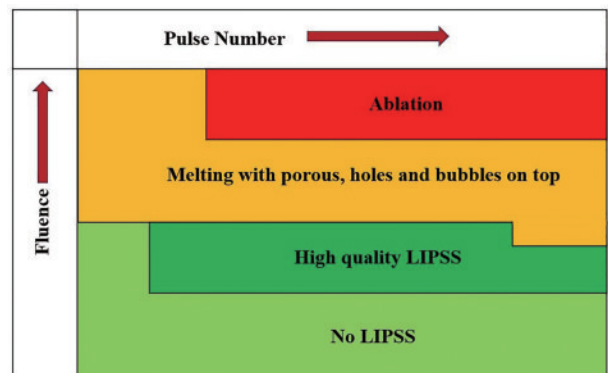 Pulse Number
Fluence
Ablation
Melting with porous, holes and bubbles on top
High quality LIPSS
No LIPSS